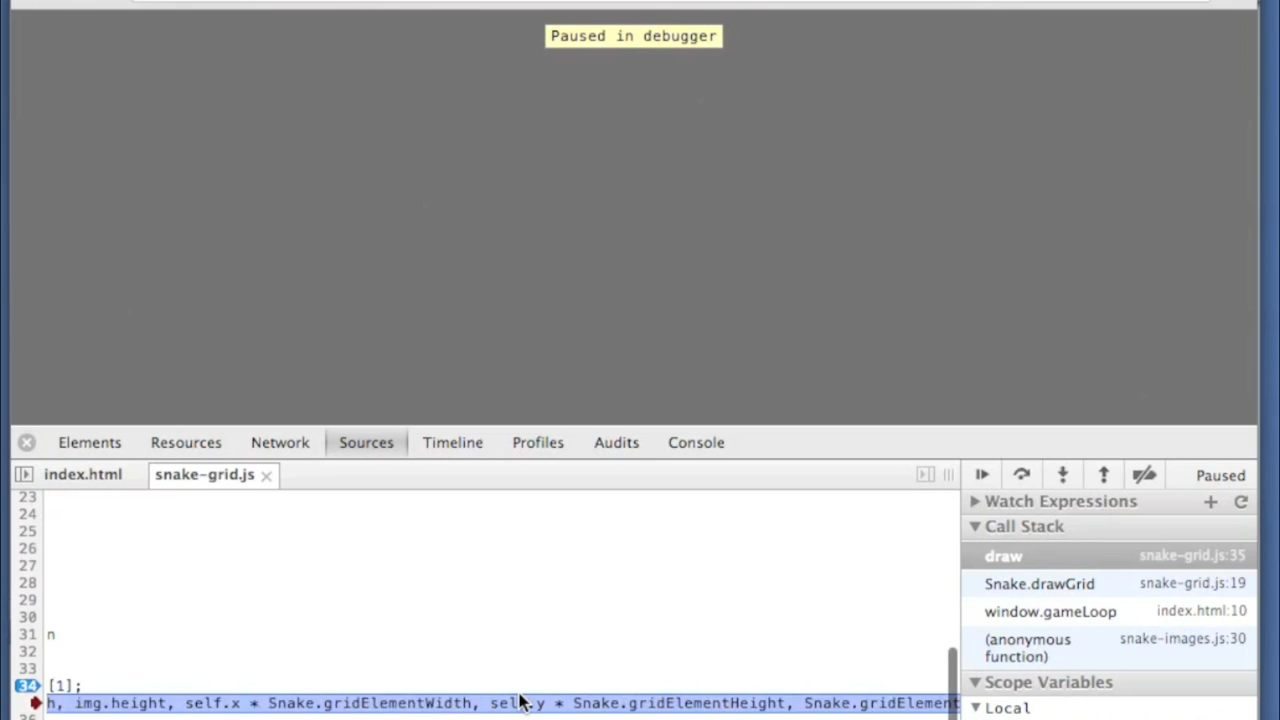 Paused in debugger
Elements Resources Network Sources Timeline Profiles Audits Console
index.html snake-grid.js Paused
23
24
25
26
27
28
29
30
31 n
32
33
34 [1];
h, img.height, self.x * Snake.gridElementWidth, self.y * Snake.gridElementHeight, Snake.gridElement
36
Watch Expressions
Call Stack
draw snake-grid.js:35
Snake.drawGrid snake-grid.js:19
window.gameLoop index.html:10
(anonymous snake-images.js:30
function)
Scope Variables
Local